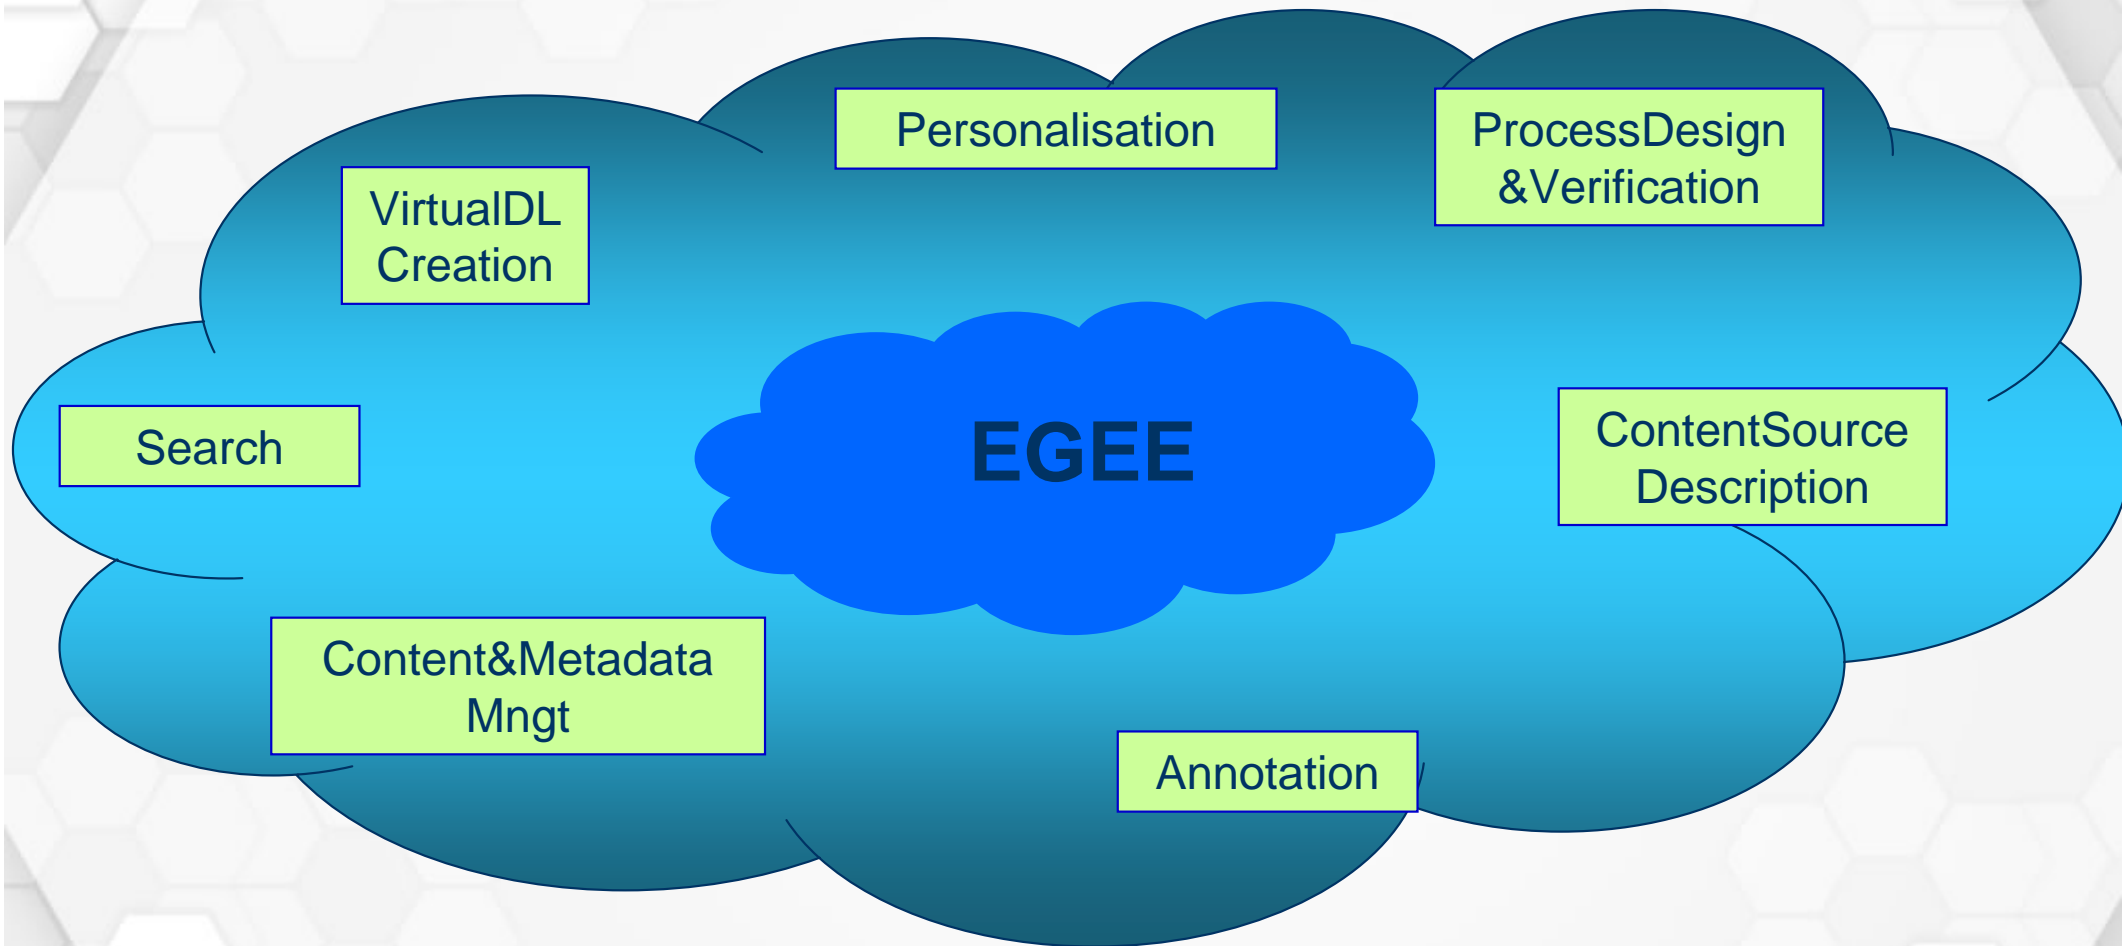 Personalisation
ProcessDesign
&Verification
VirtualDL
Creation
Search
EGEE
ContentSource
Description
Content&Metadata
Mngt
Annotation